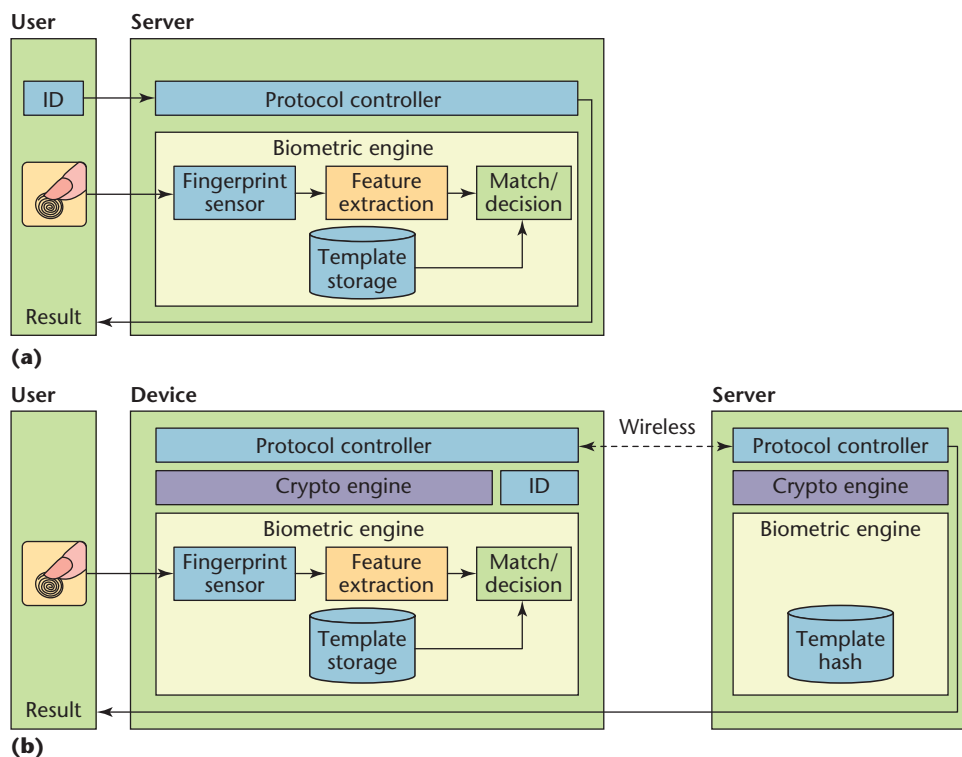 User
Server
ID
Protocol controller
Biometric engine
Fingerprint
sensor
Feature
extraction
Match/
decision
Template
storage
Result
(a)
User
Device
Server
Wireless
Protocol controller
Protocol controller
Crypto engine
ID
Crypto engine
Biometric engine
Biometric engine
Fingerprint
sensor
Feature
extraction
Match/
decision
Template
storage
Template
hash
Result
(b)